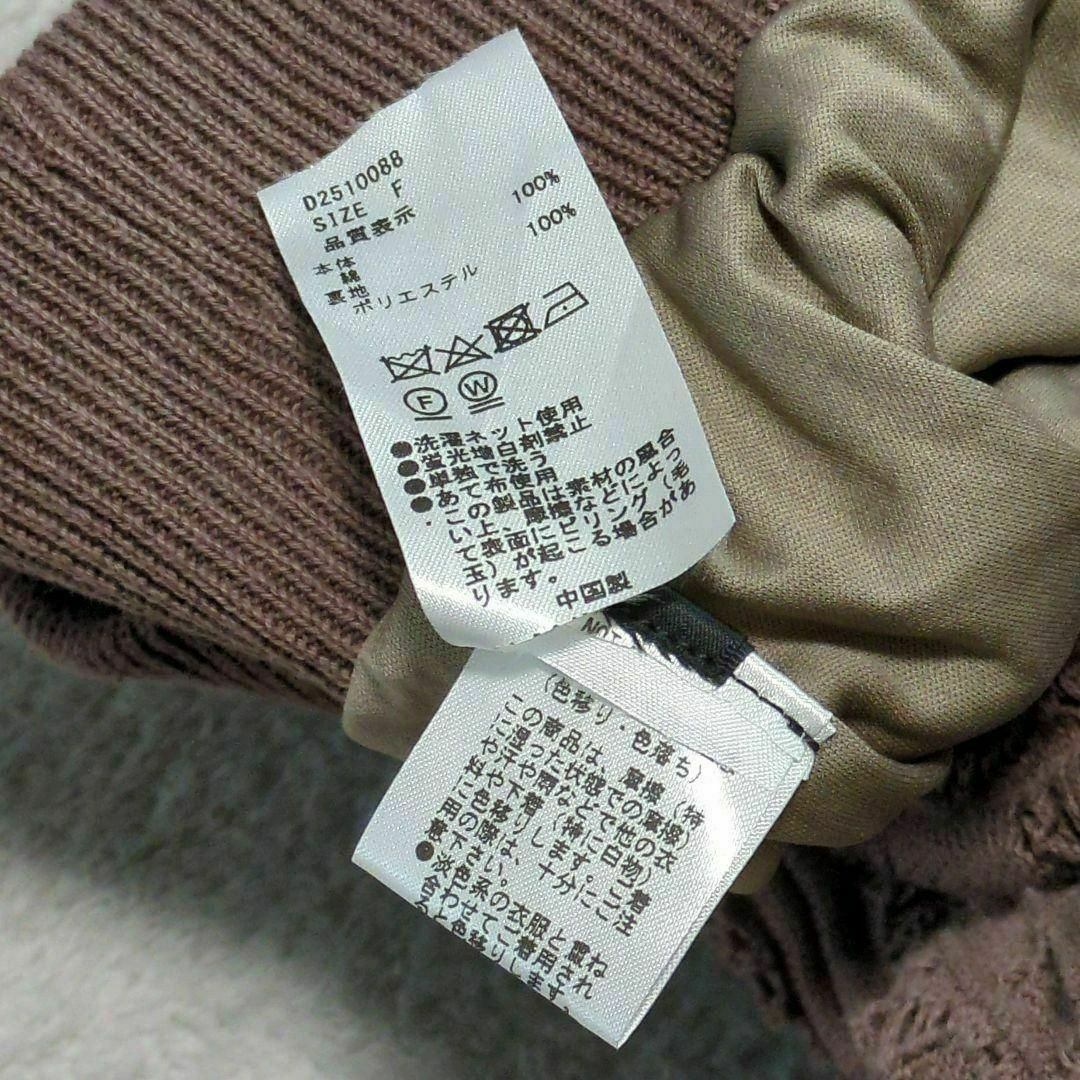 D2510088
SIZE F
品質表示
本体
綿 100%
裏地
ポリエステル 100%
F W
●洗濯ネット使用
●蛍光増白剤禁止
●単独で洗う
●あて布使用
・この製品は素材の風合
い上、摩擦などによっ
て表面にピリング(毛
玉)が起こる場合があ
ります。
中国製
NOT
(色移り・色落ち)
この商品は、摩擦(特
に湿った状態での摩擦)
や汗や雨などで他の衣
料や下着(特に白物)
に色移りします。ご着
用の際は、十分にご注
意下さい。
●淡色系の衣服と重ね
合わせてご着用され
ると色移りします。